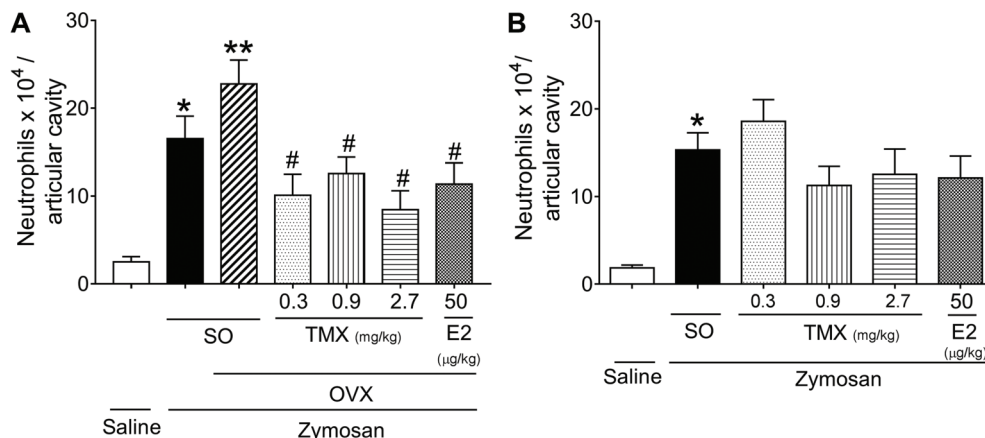 A
Neutrophils x 10⁴ /
articular cavity
30
20
10
0
*
**
#
#
#
#
0.3
0.9
2.7
50
SO
TMX (mg/kg)
E2
(µg/kg)
OVX
Saline
Zymosan
B
Neutrophils x 10⁴/
articular cavity
30
20
10
0
*
0.3
0.9
2.7
50
SO
TMX (mg/kg)
E2
(µg/kg)
Saline
Zymosan